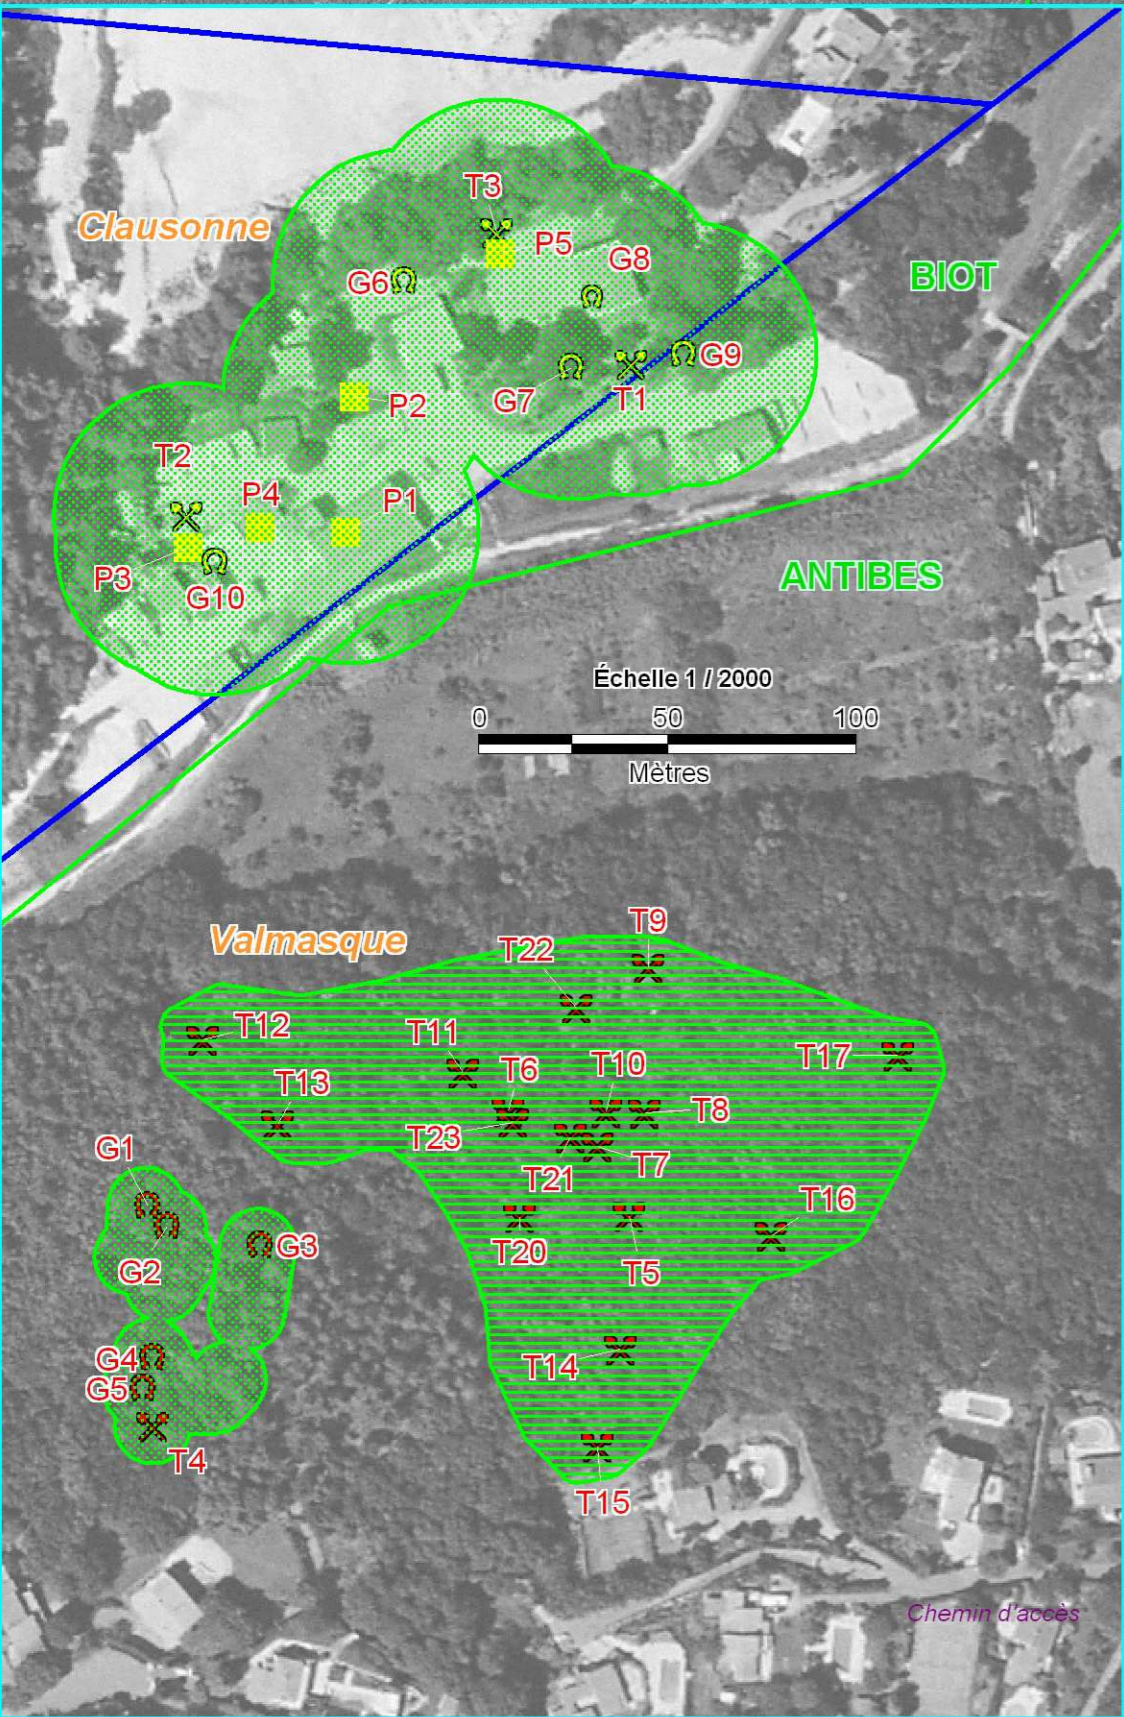 T3
Clausonne
P5
G8
G6
BIOT
G9
G7
T1
P2
T2
P4
P1
P3
G10
ANTIBES
Échelle 1 / 2000
0 50 100
Mètres
T9
Valmasque
T22
T12
T11
T17
T6
T10
T13
T8
T23
G1
T21
T7
T16
G3
T20
G2
T5
G4
T14
G5
T4
T15
Chemin d'accès